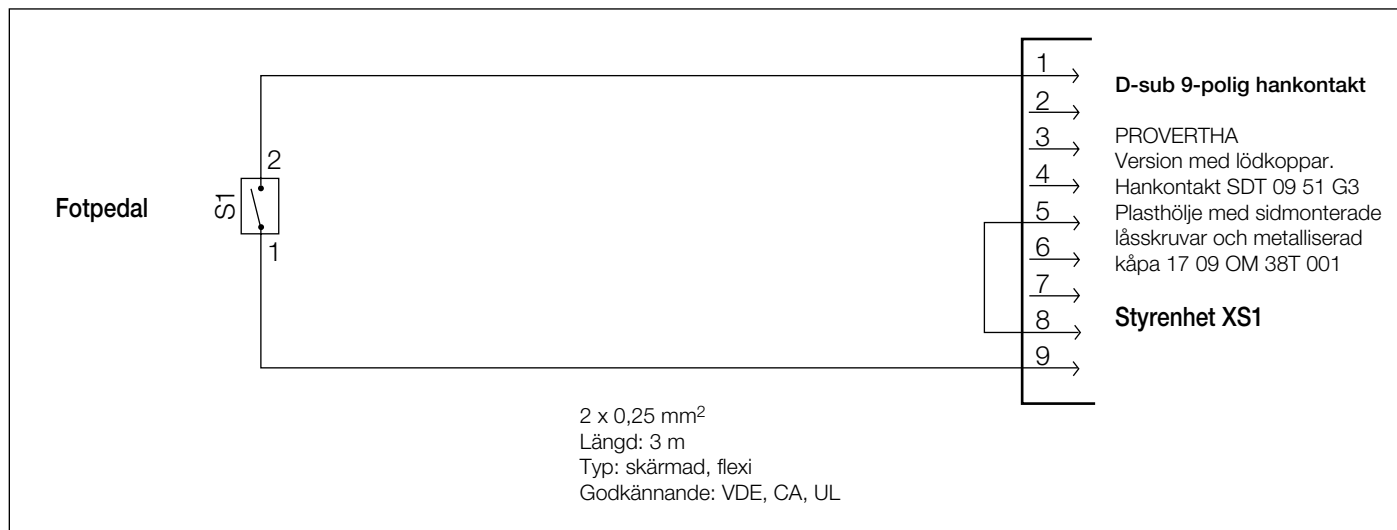 Fotpedal
S1
2
1
1
2
3
4
5
6
7
8
9
D-sub 9-polig hankontakt
PROVERTHA
Version med lödkoppar.
Hankontakt SDT 09 51 G3
Plasthölje med sidmonterade
låsskruvar och metalliserad
kåpa 17 09 OM 38T 001
Styrenhet XS1
2 x 0,25 mm²
Längd: 3 m
Typ: skärmad, flexi
Godkännande: VDE, CA, UL